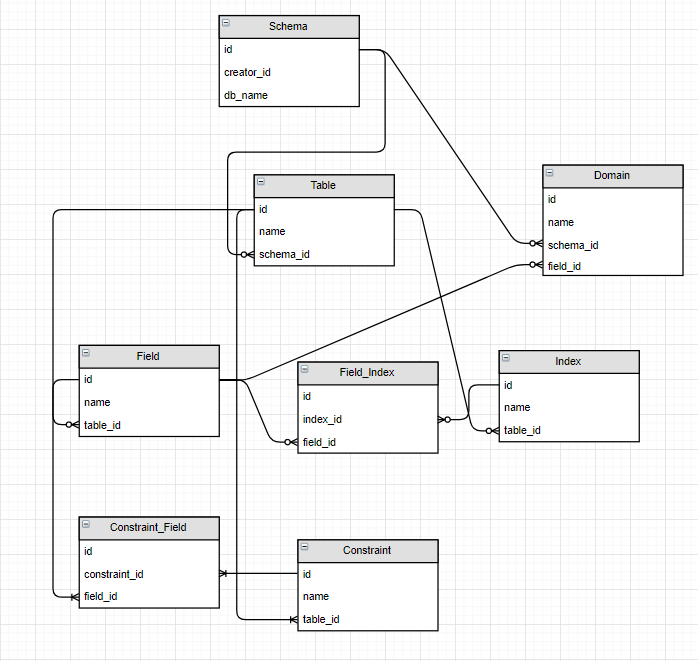 Schema
id
creator_id
db_name
Table
id
name
schema_id
Domain
id
name
schema_id
field_id
Field
id
name
table_id
Field_Index
id
index_id
field_id
Index
id
name
table_id
Constraint_Field
id
constraint_id
field_id
Constraint
id
name
table_id